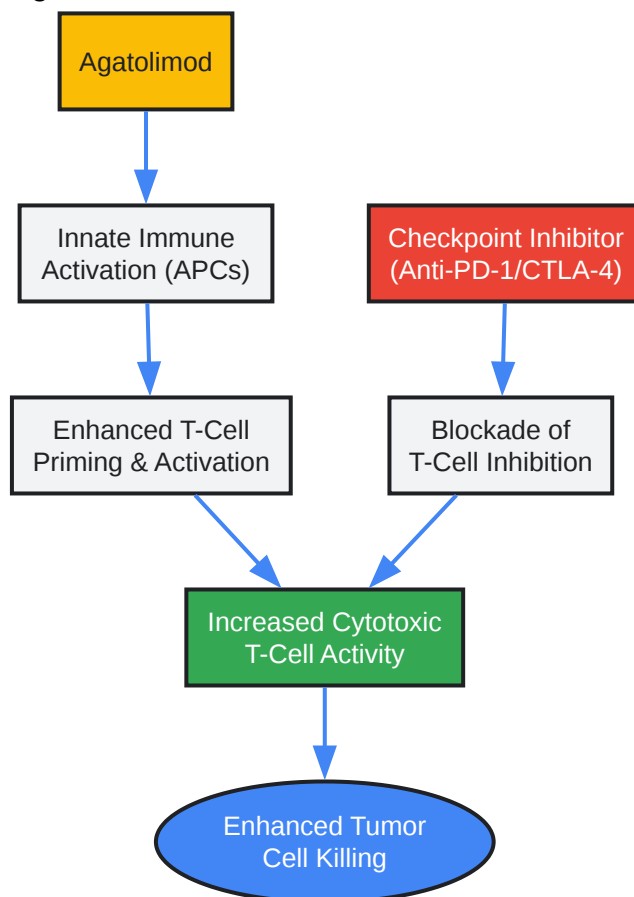 Agatolimod
Innate Immune
Activation (APCs)
Checkpoint Inhibitor
(Anti-PD-1/CTLA-4)
Enhanced T-Cell
Priming & Activation
Blockade of
T-Cell Inhibition
Increased Cytotoxic
T-Cell Activity
Enhanced Tumor
Cell Killing